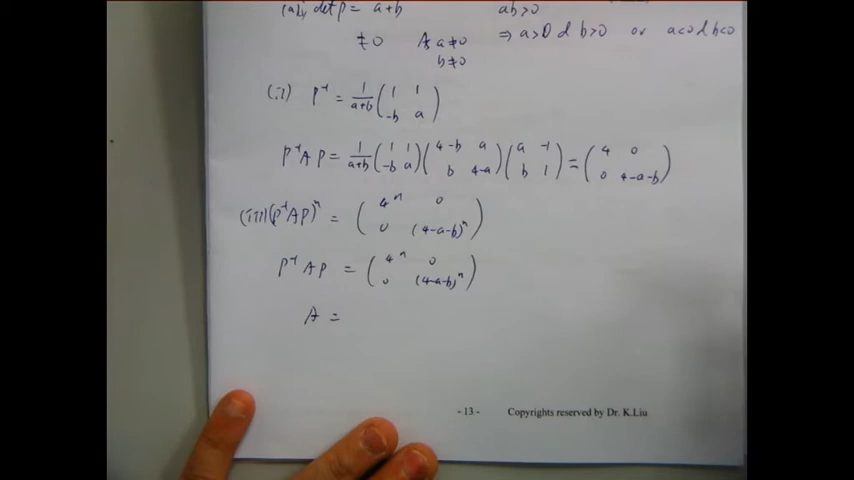 (ai) det P = a+b        ab>0
≠0   As a≠0   ⇒ a>0 & b>0 or a<0 & b<0
b≠0
(ii) P⁻¹ = 1/(a+b) (1 1; -b a)
P⁻¹AP = 1/(a+b) (1 1; -b a)(4-b a; b 4-a)(a -1; b 1) = (4 0; 0 4-a-b)
(iii) (P⁻¹AP)ⁿ = (4ⁿ 0; 0 (4-a-b)ⁿ)
P⁻¹AP = (4ⁿ 0; 0 (4-a-b)ⁿ)
A =
- 13 - Copyrights reserved by Dr. K.Liu